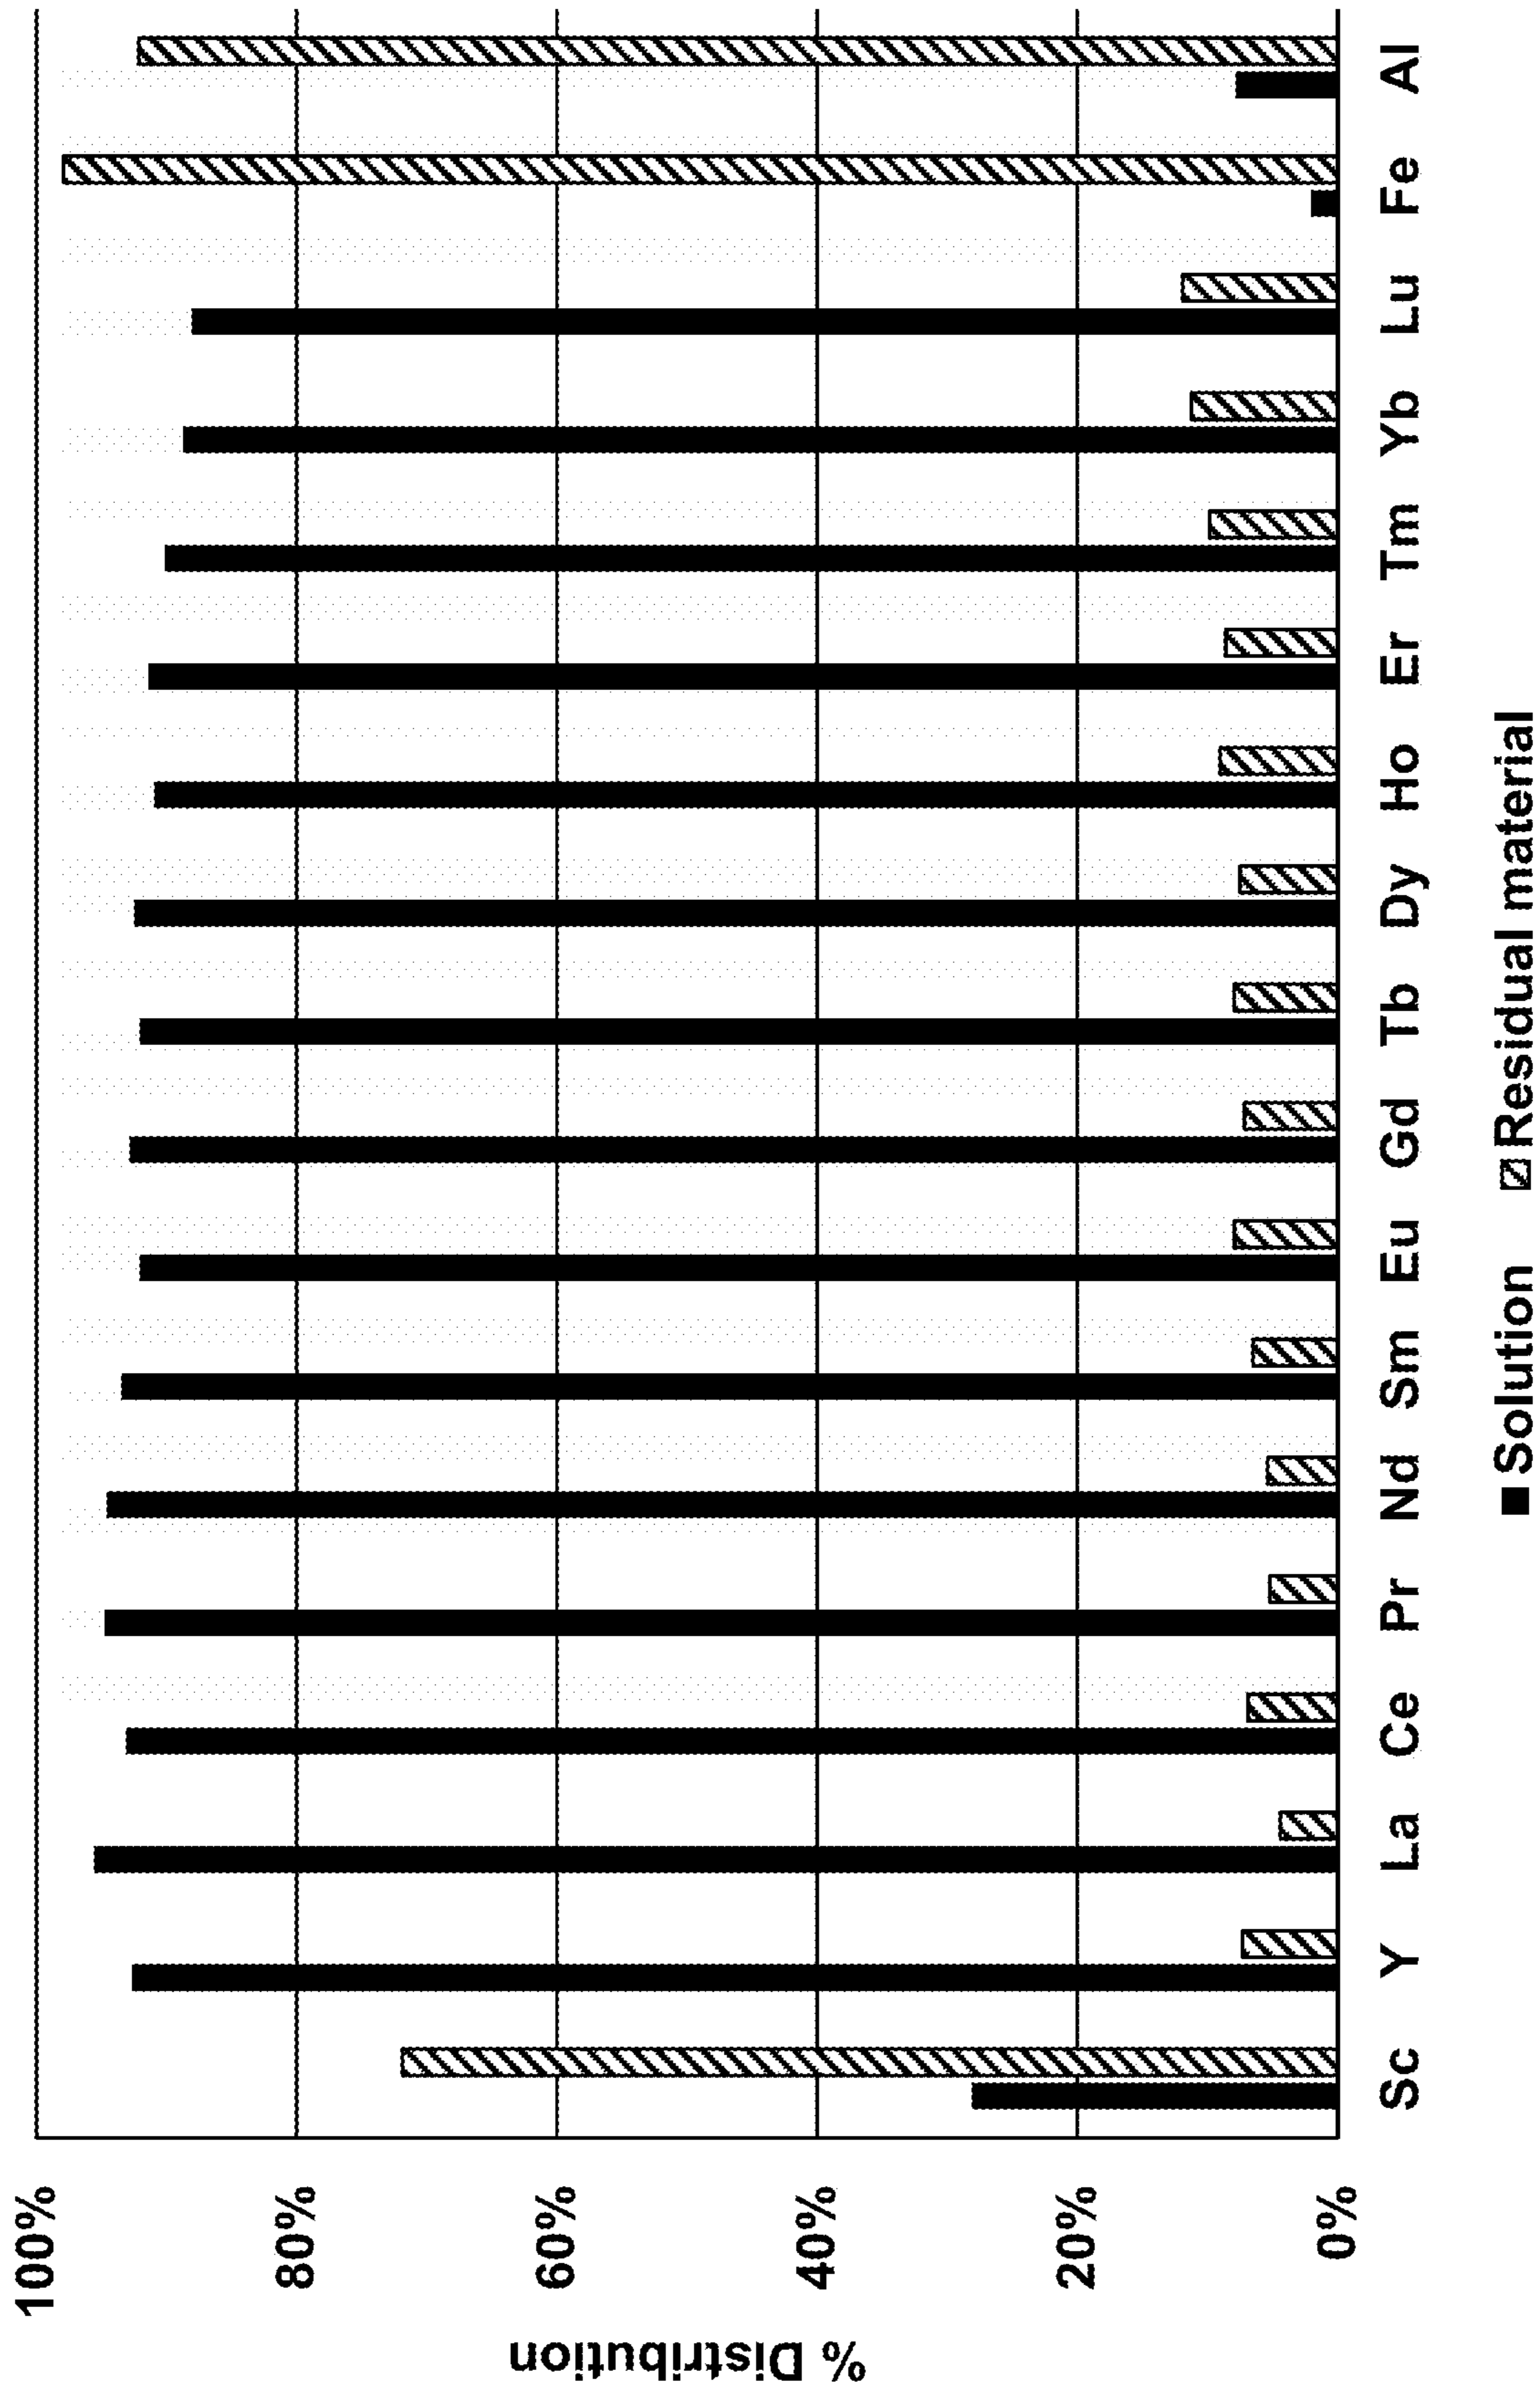 % Distribution
100%
80%
60%
40%
20%
0%
Sc Y La Ce Pr Nd Sm Eu Gd Tb Dy Ho Er Tm Yb Lu Fe Al
Solution Residual material